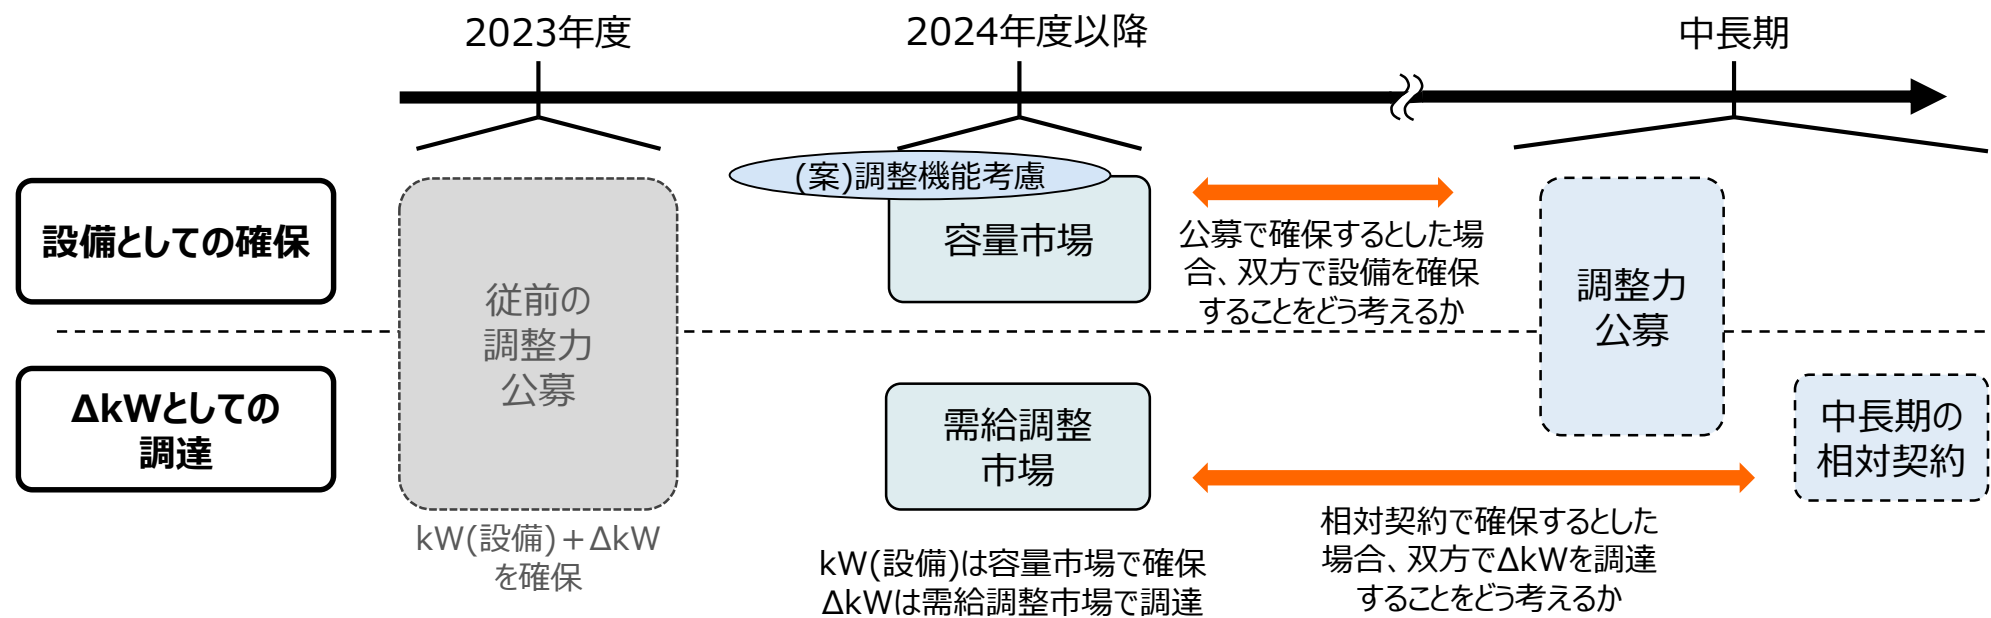 2023年度
2024年度以降
中長期
(案)調整機能考慮
設備としての確保
容量市場
公募で確保するとした場
合、双方で設備を確保
することをどう考えるか
従前の
調整力
公募
調整力
公募
ΔkWとしての
調達
需給調整
市場
中長期の
相対契約
kW(設備)＋ΔkW
を確保
kW(設備)は容量市場で確保
ΔkWは需給調整市場で調達
相対契約で確保するとした
場合、双方でΔkWを調達
することをどう考えるか